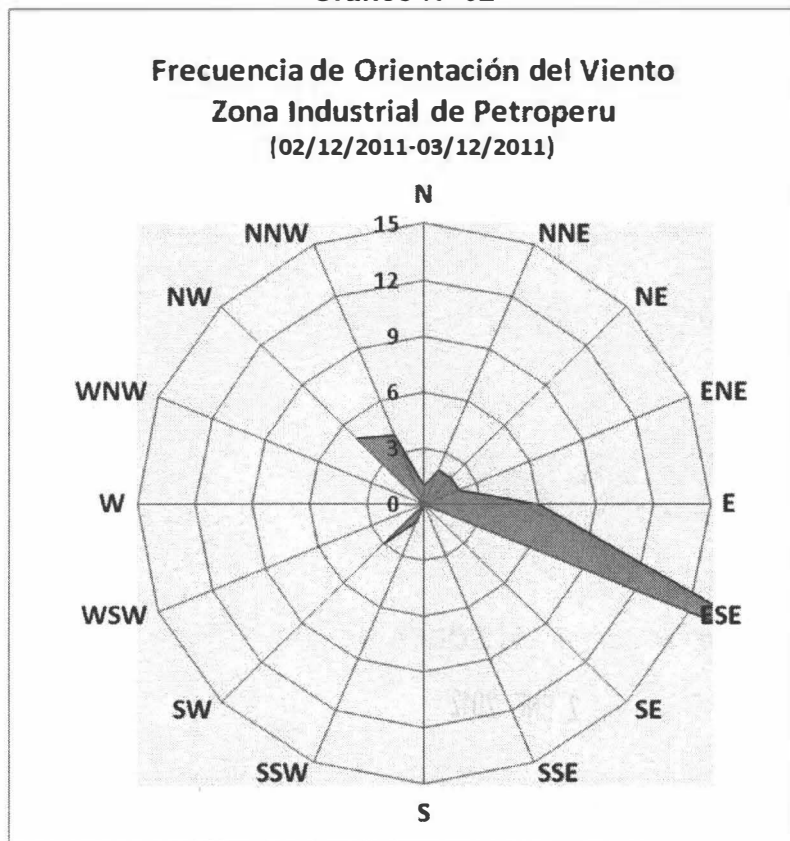 Frecuencia de Orientación del Viento
Zona Industrial de Petroperu
(02/12/2011-03/12/2011)
N
NNW
15
NNE
NW
12
NE
9
WNW
6
ENE
3
W
0
E
WSW
ESE
SW
SE
SSW
SSE
S